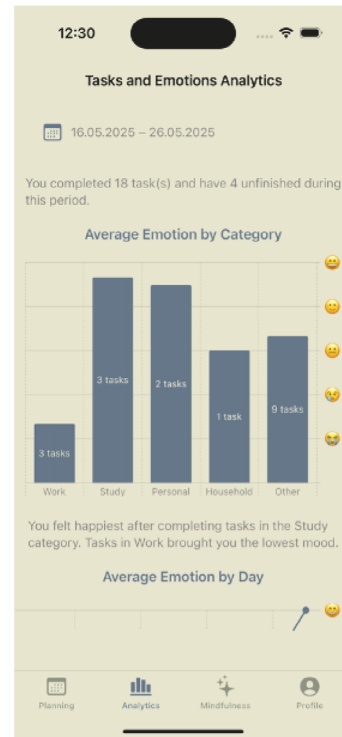 12:30
Tasks and Emotions Analytics
16.05.2025 – 26.05.2025
You completed 18 task(s) and have 4 unfinished during
this period.
Average Emotion by Category
3 tasks
3 tasks
2 tasks
1 task
9 tasks
Work
Study
Personal
Household
Other
You felt happiest after completing tasks in the Study
category. Tasks in Work brought you the lowest mood.
Average Emotion by Day
Planning
Analytics
Mindfulness
Profile